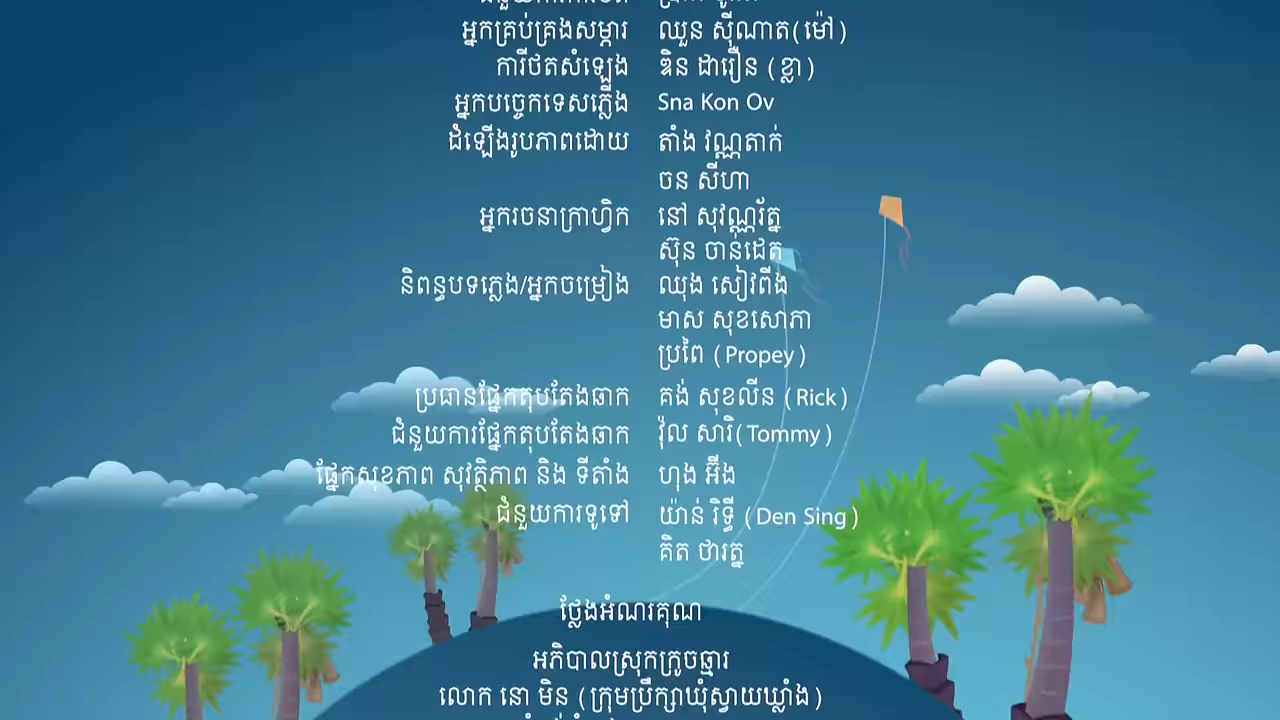 អ្នកគ្រប់គ្រងសម្ភារ ឈួន ស៊ីណាត(ម៉ៅ)
ការីថតសំឡេង ឌិន ដារឿន (ខ្លា)
អ្នកបច្ចេកទេសភ្លើង Sna Kon Ov
ដំឡើងរូបភាពដោយ តាំង វណ្ណតាក់
ចន សីហា
អ្នករចនាក្រាហ្វិក នៅ សុវណ្ណរ័ត្ន
ស៊ុន ចាន់ដេត
និពន្ធបទភ្លេង/អ្នកចម្រៀង ឈុង សៀវពីង
មាស សុខសោភា
ប្រពៃ (Propey)
ប្រធានផ្នែកតុបតែងឆាក គង់ សុខលីន (Rick)
ជំនួយការផ្នែកតុបតែងឆាក វ៉ុល សារិ(Tommy)
ផ្នែកសុខភាព សុវត្ថិភាព និង ទីតាំង ហុង អ៊ីង
ជំនួយការទូទៅ យ៉ាន់ រិទ្ធី (Den Sing)
គិត ថារត្ន
ថ្លែងអំណរគុណ
អភិបាលស្រុកក្រូចឆ្មារ
លោក នោ មិន (ក្រុមប្រឹក្សាឃុំស្វាយឃ្លាំង)